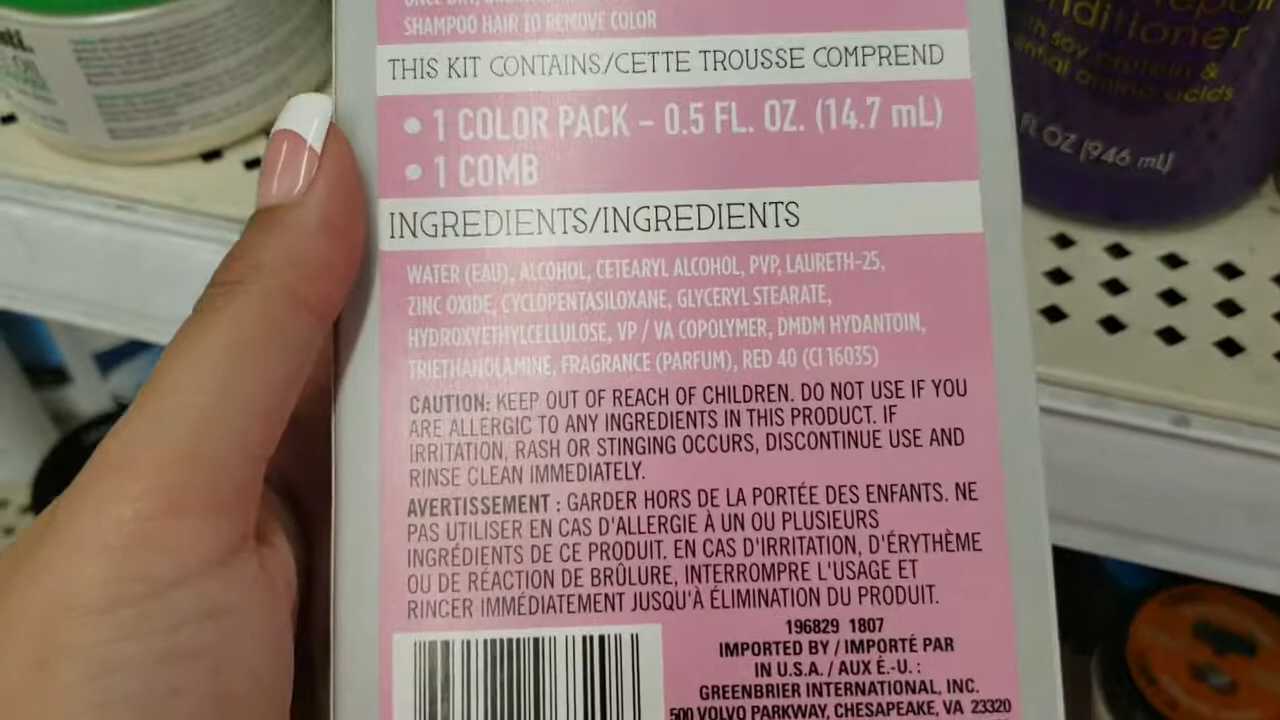 SHAMPOO HAIR TO REMOVE COLOR
THIS KIT CONTAINS/CETTE TROUSSE COMPREND
• 1 COLOR PACK – 0.5 FL. OZ. (14.7 mL)
• 1 COMB
INGREDIENTS/INGREDIENTS
WATER (EAU), ALCOHOL, CETEARYL ALCOHOL, PVP, LAURETH-25,
ZINC OXIDE, CYCLOPENTASILOXANE, GLYCERYL STEARATE,
HYDROXYETHYLCELLULOSE, VP / VA COPOLYMER, DMDM HYDANTOIN,
TRIETHANOLAMINE, FRAGRANCE (PARFUM), RED 40 (CI 16035)
CAUTION: KEEP OUT OF REACH OF CHILDREN. DO NOT USE IF YOU
ARE ALLERGIC TO ANY INGREDIENTS IN THIS PRODUCT. IF
IRRITATION, RASH OR STINGING OCCURS, DISCONTINUE USE AND
RINSE CLEAN IMMEDIATELY.
AVERTISSEMENT : GARDER HORS DE LA PORTÉE DES ENFANTS. NE
PAS UTILISER EN CAS D'ALLERGIE À UN OU PLUSIEURS
INGRÉDIENTS DE CE PRODUIT. EN CAS D'IRRITATION, D'ÉRYTHÈME
OU DE RÉACTION DE BRÛLURE, INTERROMPRE L'USAGE ET
RINCER IMMÉDIATEMENT JUSQU'À ÉLIMINATION DU PRODUIT.
196829 1807
IMPORTED BY / IMPORTÉ PAR
IN U.S.A. / AUX É.-U. :
GREENBRIER INTERNATIONAL, INC.
500 VOLVO PARKWAY, CHESAPEAKE, VA 23320
repair
nditioner
th soy protein &
ential amino acids
FL OZ (946 mL)